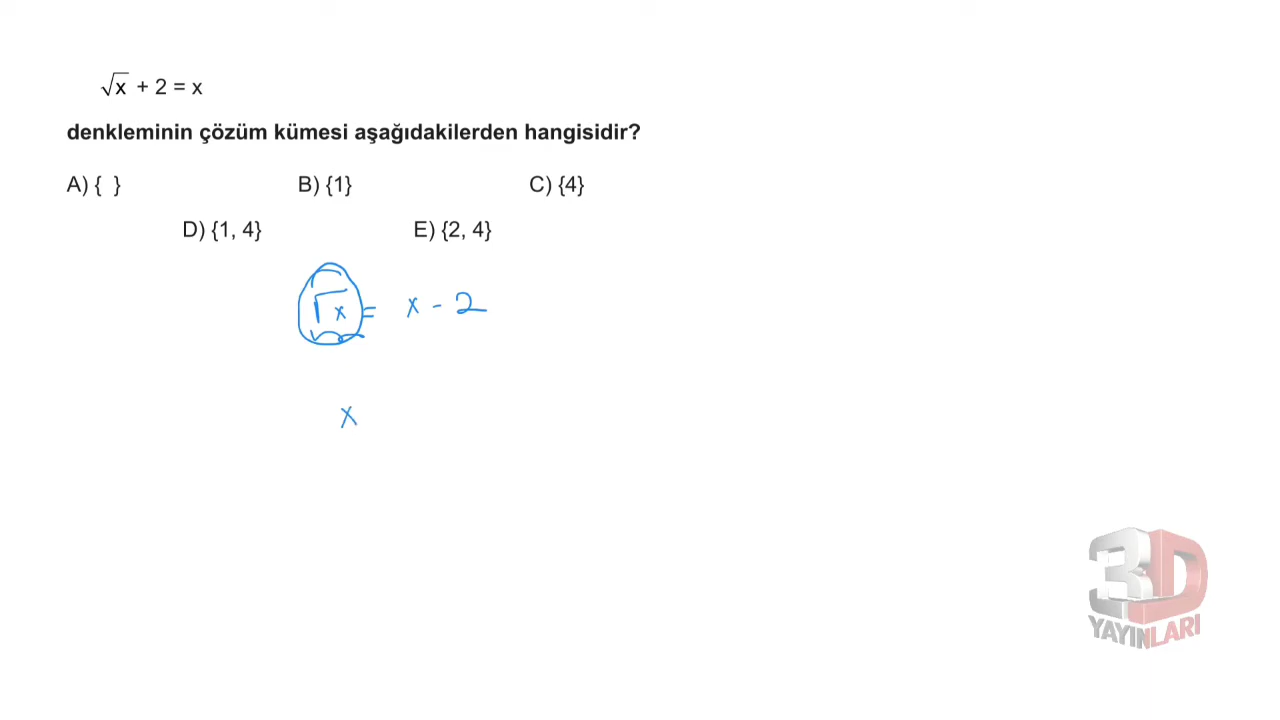 √x + 2 = x
denkleminin çözüm kümesi aşağıdakilerden hangisidir?
A) { } B) {1} C) {4}
D) {1, 4} E) {2, 4}
√x = x - 2
x
3D
YAYINLARI